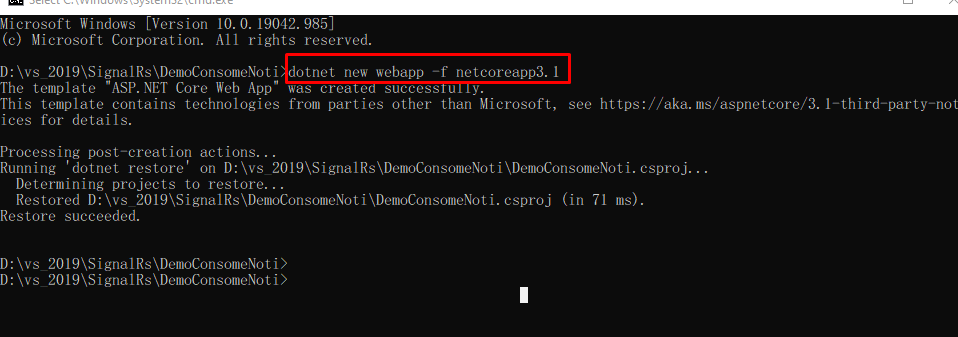 Select C:\Windows\System32\cmd.exe
Microsoft Windows [Version 10.0.19042.985]
(c) Microsoft Corporation. All rights reserved.
D:\vs_2019\SignalRs\DemoConsomeNoti>dotnet new webapp -f netcoreapp3.1
The template "ASP.NET Core Web App" was created successfully.
This template contains technologies from parties other than Microsoft, see https://aka.ms/aspnetcore/3.1-third-party-not
ices for details.
Processing post-creation actions...
Running 'dotnet restore' on D:\vs_2019\SignalRs\DemoConsomeNoti\DemoConsomeNoti.csproj...
  Determining projects to restore...
  Restored D:\vs_2019\SignalRs\DemoConsomeNoti\DemoConsomeNoti.csproj (in 71 ms).
Restore succeeded.
D:\vs_2019\SignalRs\DemoConsomeNoti>
D:\vs_2019\SignalRs\DemoConsomeNoti>